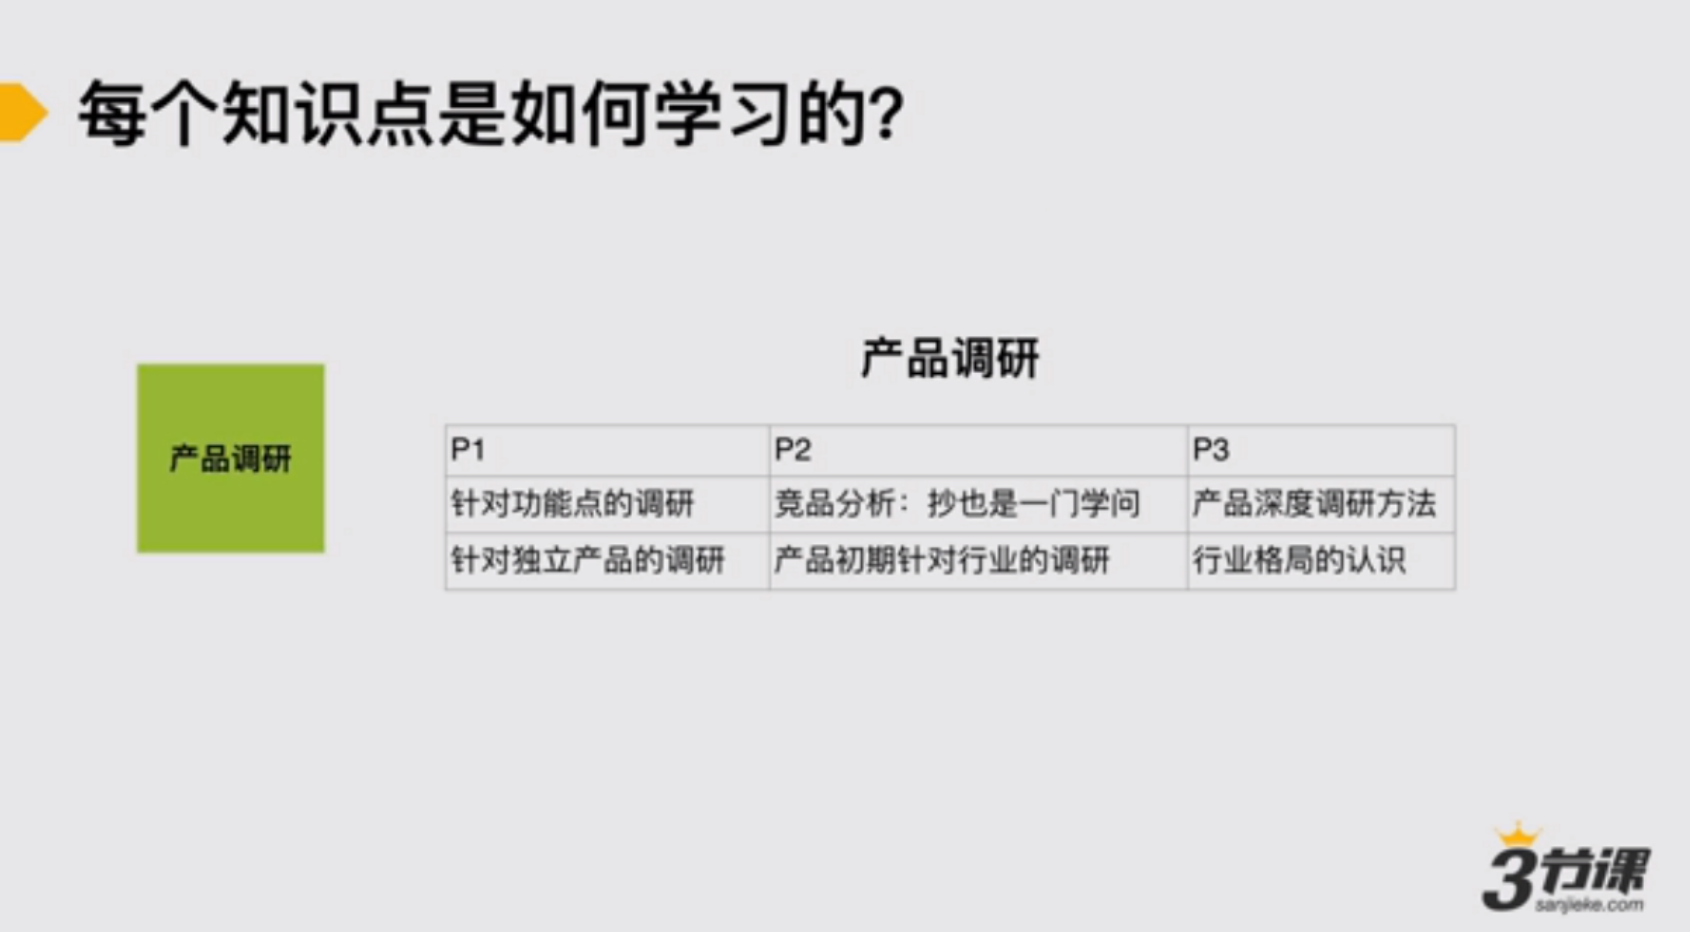 每个知识点是如何学习的?
产品调研
产品调研
P1 P2 P3
针对功能点的调研 竞品分析：抄也是一门学问 产品深度调研方法
针对独立产品的调研 产品初期针对行业的调研 行业格局的认识
3节课
sanjieke.com